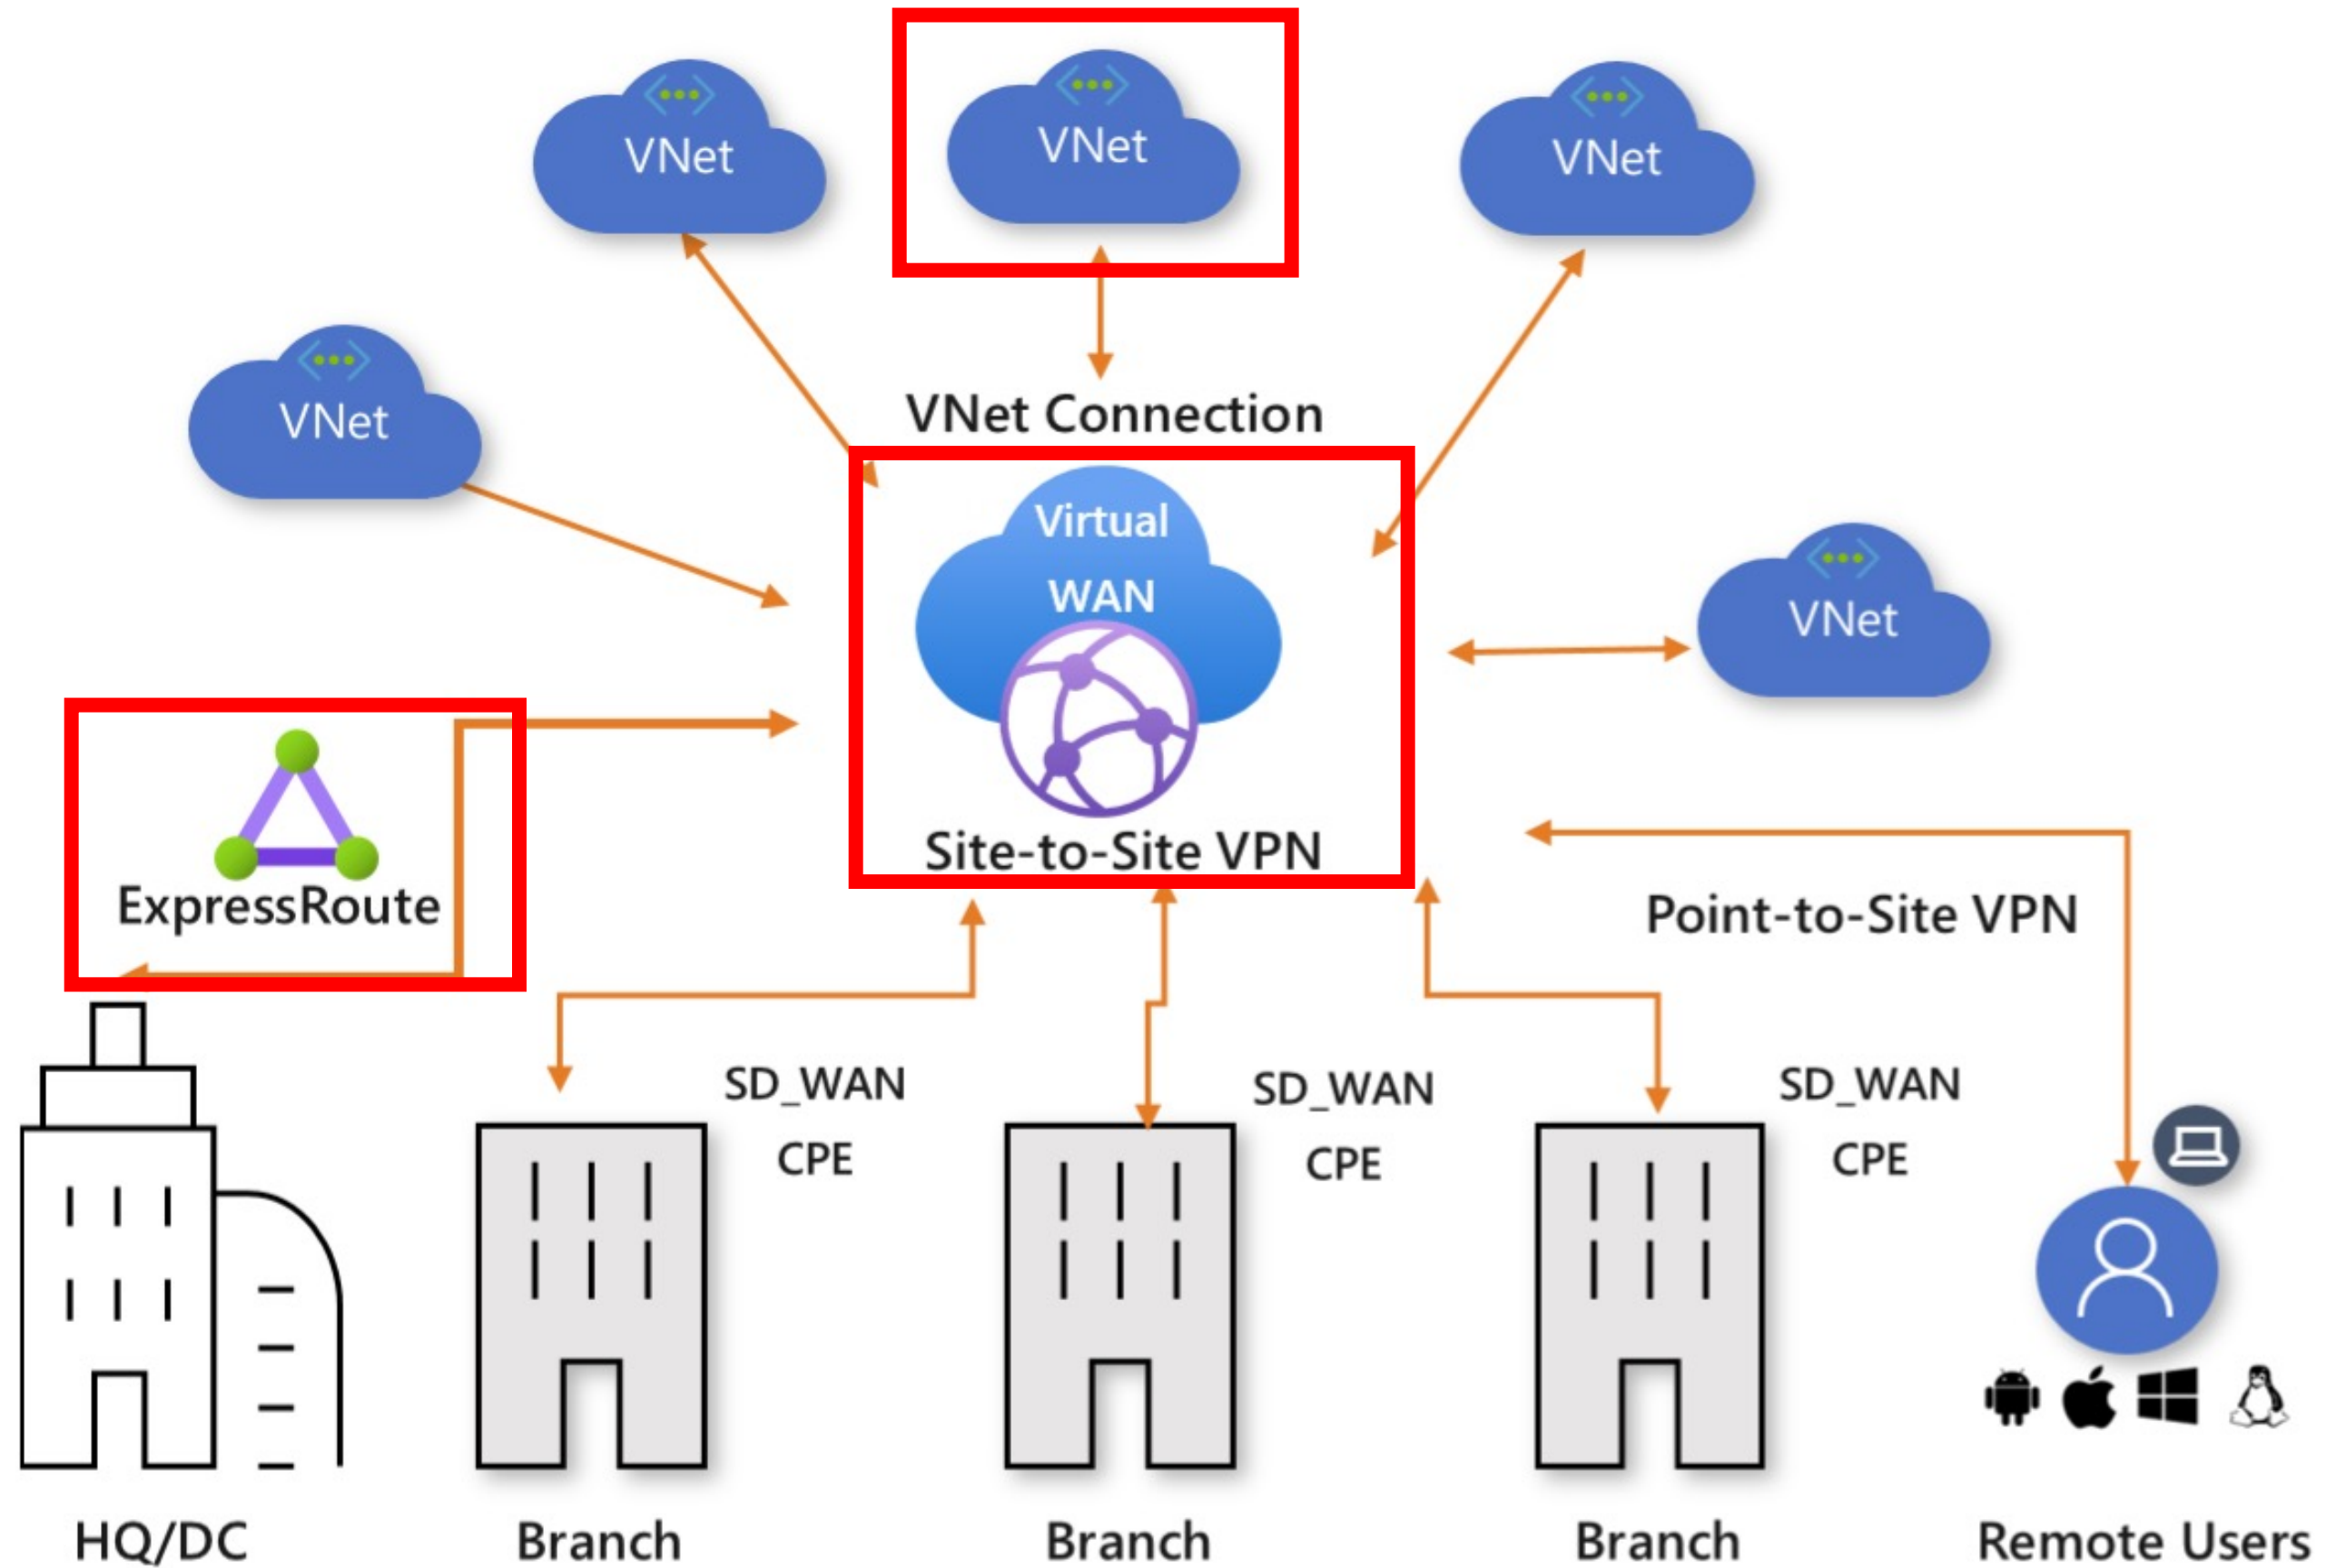 VNet
VNet
VNet
VNet
VNet Connection
Virtual
WAN
VNet
Site-to-Site VPN
ExpressRoute
Point-to-Site VPN
SD_WAN
CPE
SD_WAN
CPE
SD_WAN
CPE
HQ/DC
Branch
Branch
Branch
Remote Users